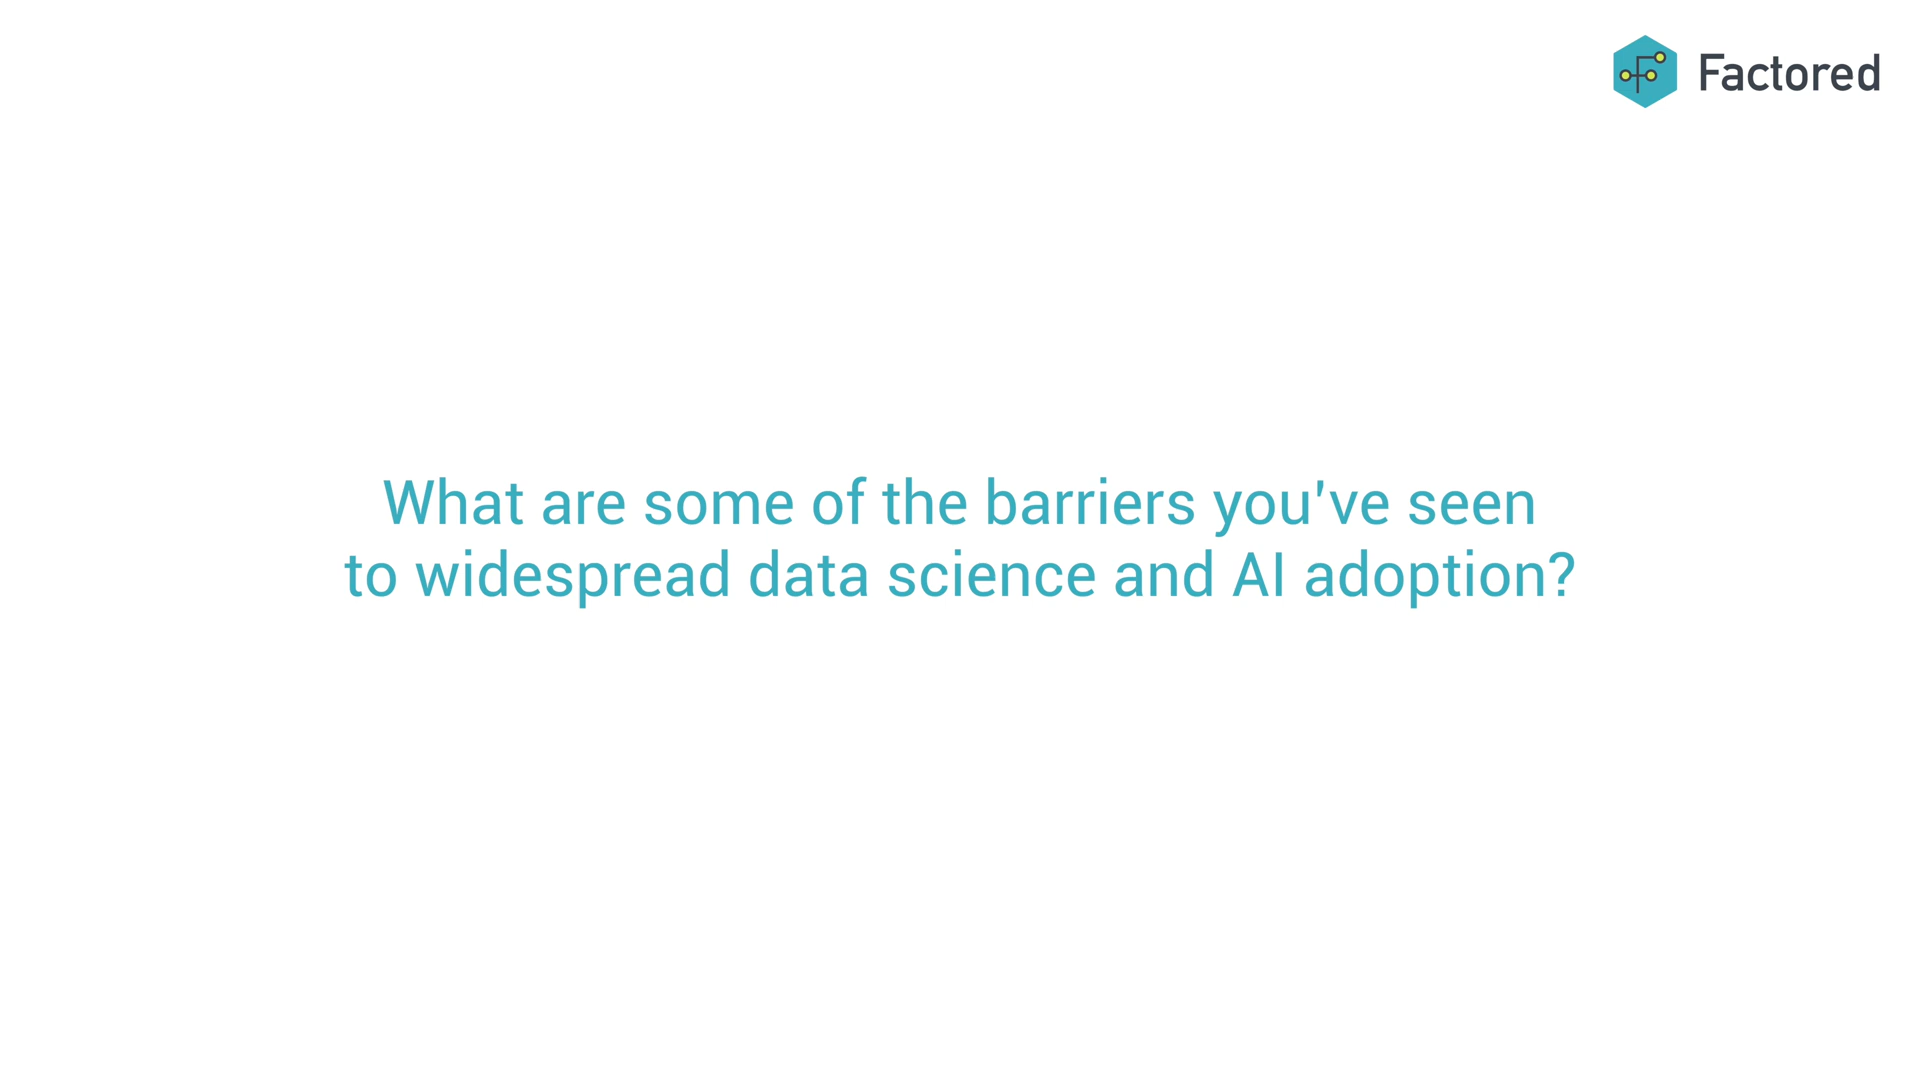 Factored
What are some of the barriers you've seen
to widespread data science and AI adoption?